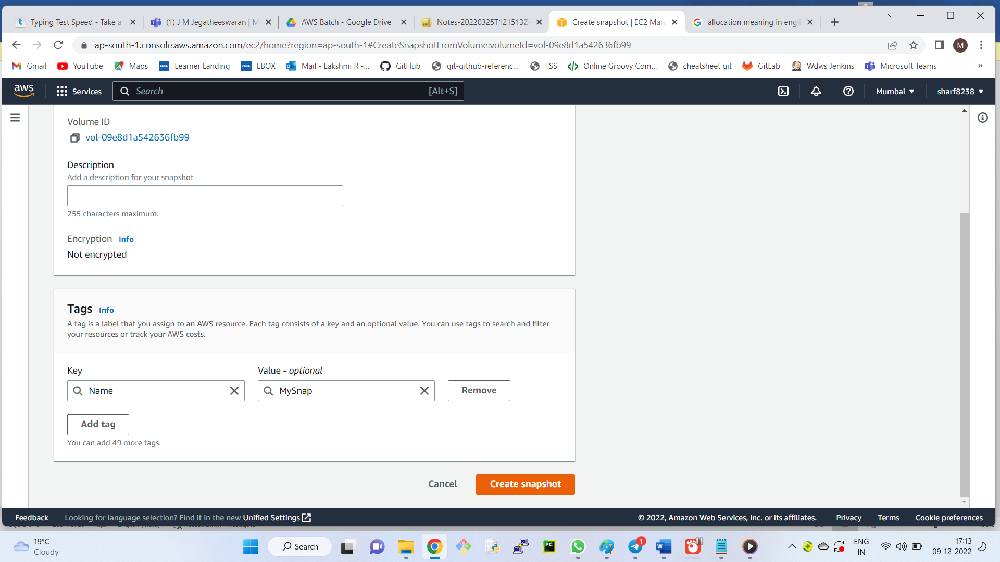 Typing Test Speed - Take a
(1) J M Jegatheeswaran | M
AWS Batch - Google Drive
Notes-20220325T121513Z-
Create snapshot | EC2 Man
allocation meaning in engli
ap-south-1.console.aws.amazon.com/ec2/home?region=ap-south-1#CreateSnapshotFromVolume:volumeId=vol-09e8d1a542636fb99
M
Gmail
YouTube
Maps
HCL
Learner Landing
HCL
EBOX
Mail - Lakshmi R -...
GitHub
git-github-referenc...
TSS
Online Groovy Com...
cheatsheet git
GitLab
Wdws Jenkins
Microsoft Teams
»
aws
Services
Search
[Alt+S]
Mumbai
sharf8238
Volume ID
vol-09e8d1a542636fb99
Description
Add a description for your snapshot
255 characters maximum.
Encryption Info
Not encrypted
Tags Info
A tag is a label that you assign to an AWS resource. Each tag consists of a key and an optional value. You can use tags to search and filter
your resources or track your AWS costs.
Key
Value - optional
Name
MySnap
Remove
Add tag
You can add 49 more tags.
Cancel
Create snapshot
Feedback
Looking for language selection? Find it in the new Unified Settings
© 2022, Amazon Web Services, Inc. or its affiliates.
Privacy
Terms
Cookie preferences
19°C
Cloudy
Search
PC
1
W
ENG
IN
17:13
09-12-2022